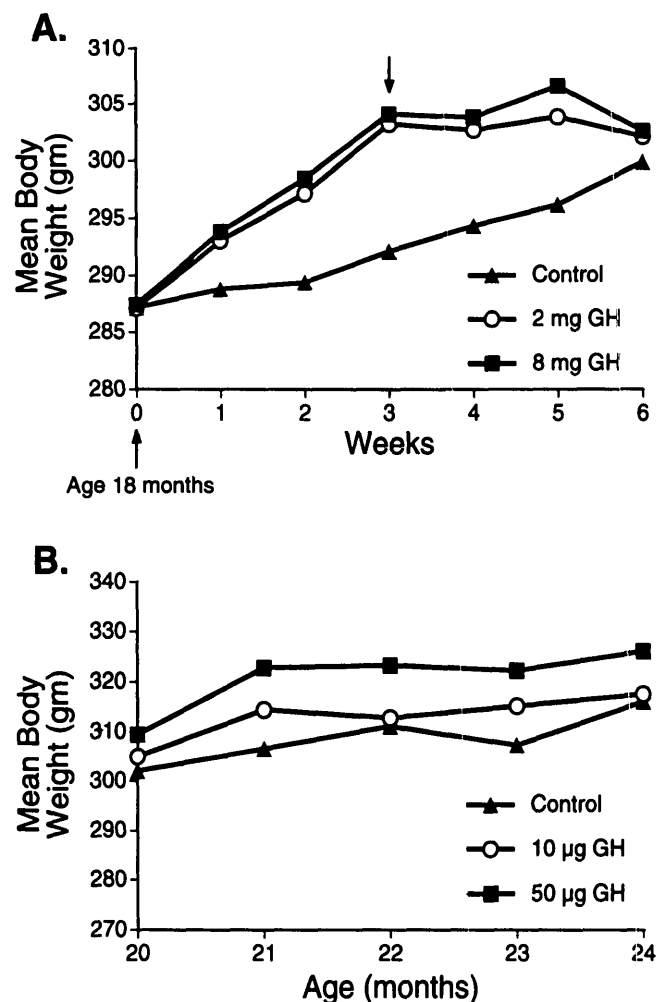 A.
310
305
300
295
290
285
280
Mean Body
Weight (gm)
Control
2 mg GH
8 mg GH
0 1 2 3 4 5 6
Weeks
Age 18 months
B.
340
330
320
310
300
290
280
270
Mean Body
Weight (gm)
Control
10 µg GH
50 µg GH
20 21 22 23 24
Age (months)